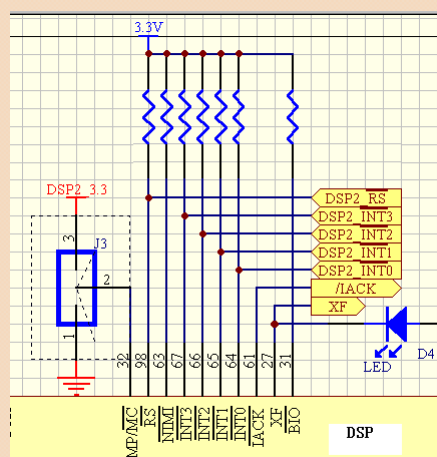 3.3V
DSP2_3.3
DSP2_RS
DSP2_INT3
DSP2_INT2
DSP2_INT1
DSP2_INT0
/IACK
XF
3
J3
2
1
LED
D4
32
98
63
67
66
65
64
61
27
31
MP/MC
RS
NIMI
INT3
INT2
INT1
INT0
IACK
XF
BIO
DSP